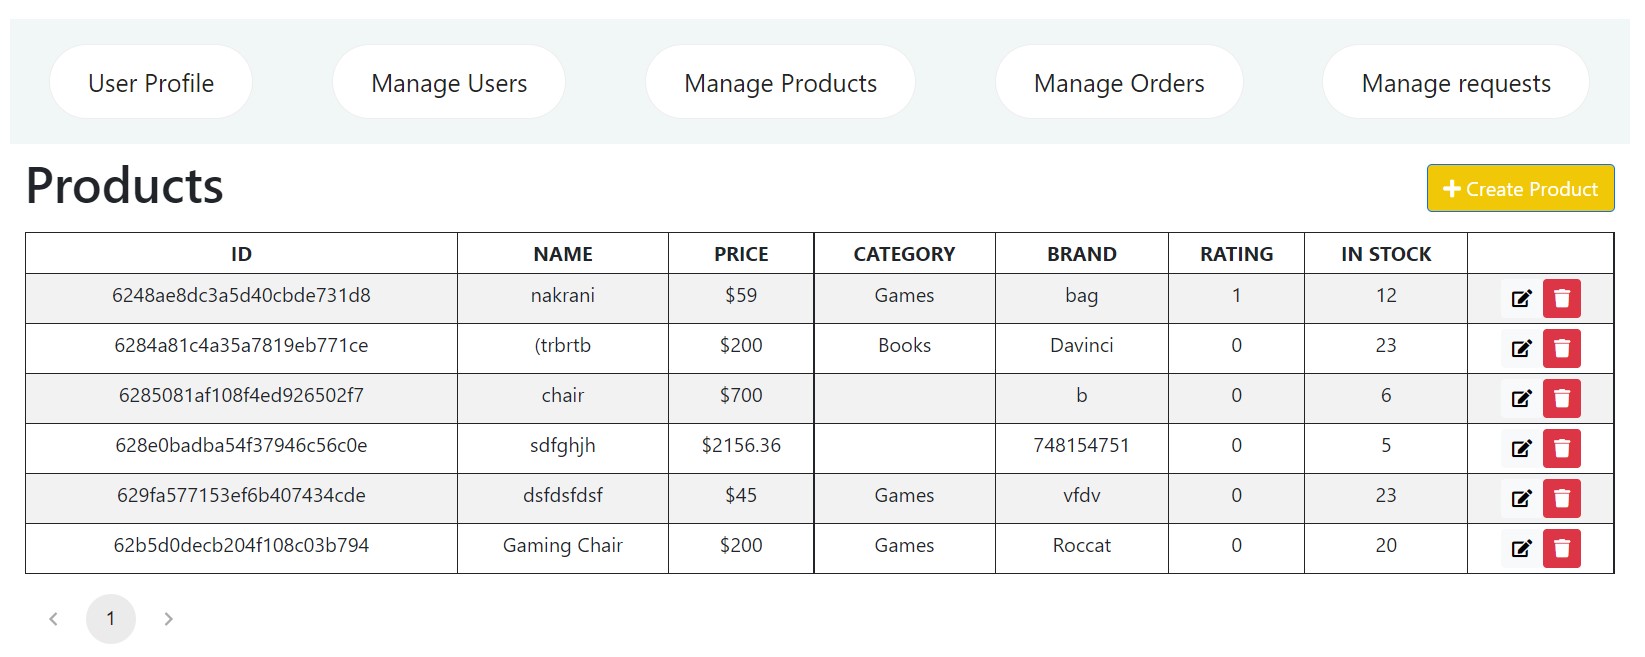 User Profile Manage Users Manage Products Manage Orders Manage requests
Products
Create Product
ID NAME PRICE CATEGORY BRAND RATING IN STOCK
6248ae8dc3a5d40cbde731d8 nakrani $59 Games bag 1 12
6284a81c4a35a7819eb771ce (trbrtb $200 Books Davinci 0 23
6285081af108f4ed926502f7 chair $700 b 0 6
628e0badba54f37946c56c0e sdfghjh $2156.36 748154751 0 5
629fa577153ef6b407434cde dsfdsfdsf $45 Games vfdv 0 23
62b5d0decb204f108c03b794 Gaming Chair $200 Games Roccat 0 20
1